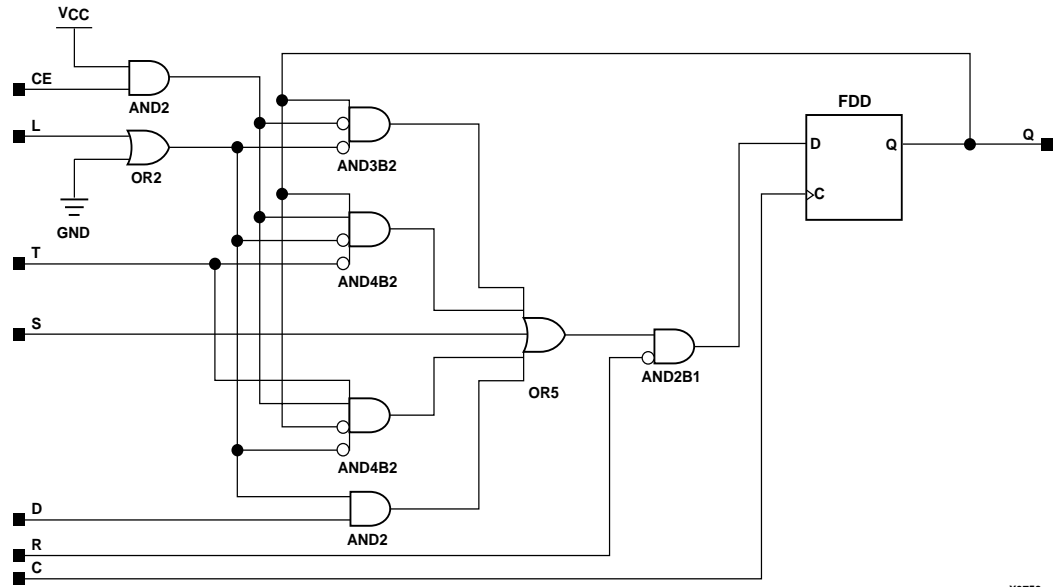 VCC
CE
AND2
L
OR2
GND
T
S
D
R
C
AND3B2
AND4B2
AND4B2
AND2
OR5
AND2B1
FDD
D
Q
C
Q